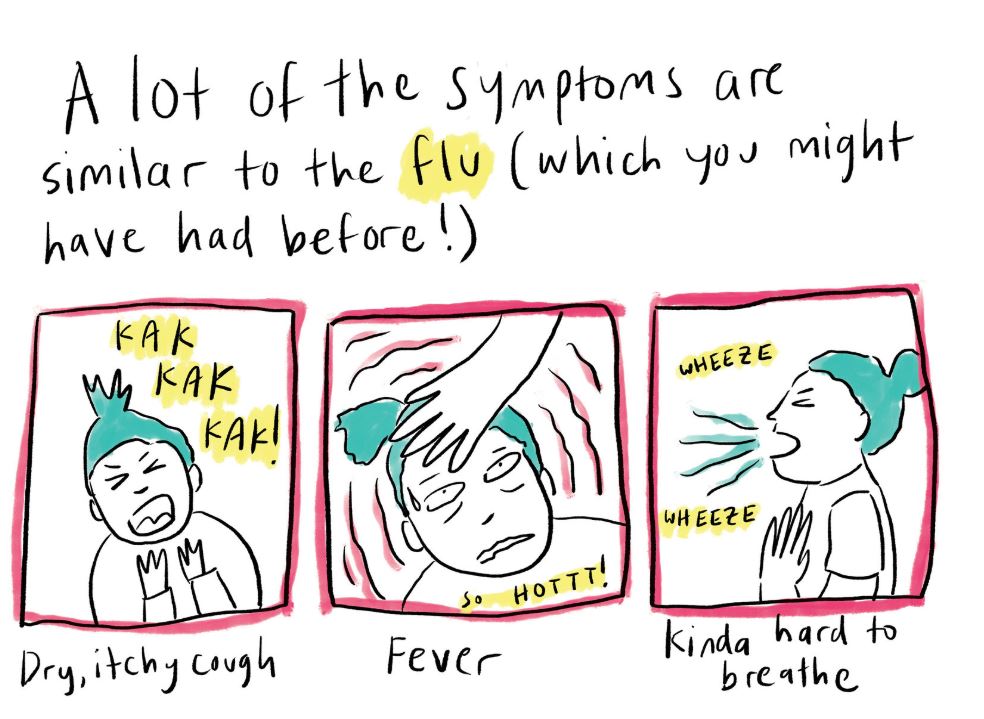 A lot of the symptoms are
similar to the flu (which you might
have had before!)
KAK
KAK
KAK!
Dry, itchy cough
SO HOTTT!
Fever
WHEEZE
WHEEZE
Kinda hard to
breathe